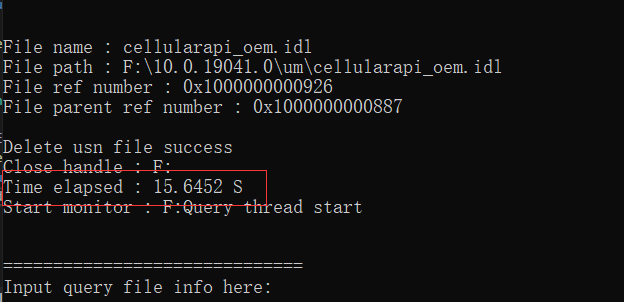 File name : cellularapi_oem.idl
File path : F:\10.0.19041.0\um\cellularapi_oem.idl
File ref number : 0x1000000000926
File parent ref number : 0x1000000000887
Delete usn file success
Close handle : F:
Time elapsed : 15.6452 S
Start monitor : F:Query thread start
==============================
Input query file info here: